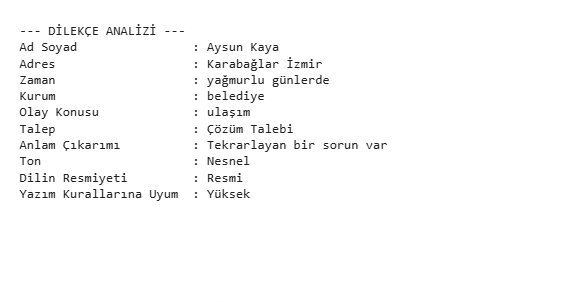 --- DİLEKÇE ANALİZİ ---
Ad Soyad : Aysun Kaya
Adres : Karabağlar İzmir
Zaman : yağmurlu günlerde
Kurum : belediye
Olay Konusu : ulaşım
Talep : Çözüm Talebi
Anlam Çıkarımı : Tekrarlayan bir sorun var
Ton : Nesnel
Dilin Resmiyeti : Resmi
Yazım Kurallarına Uyum : Yüksek